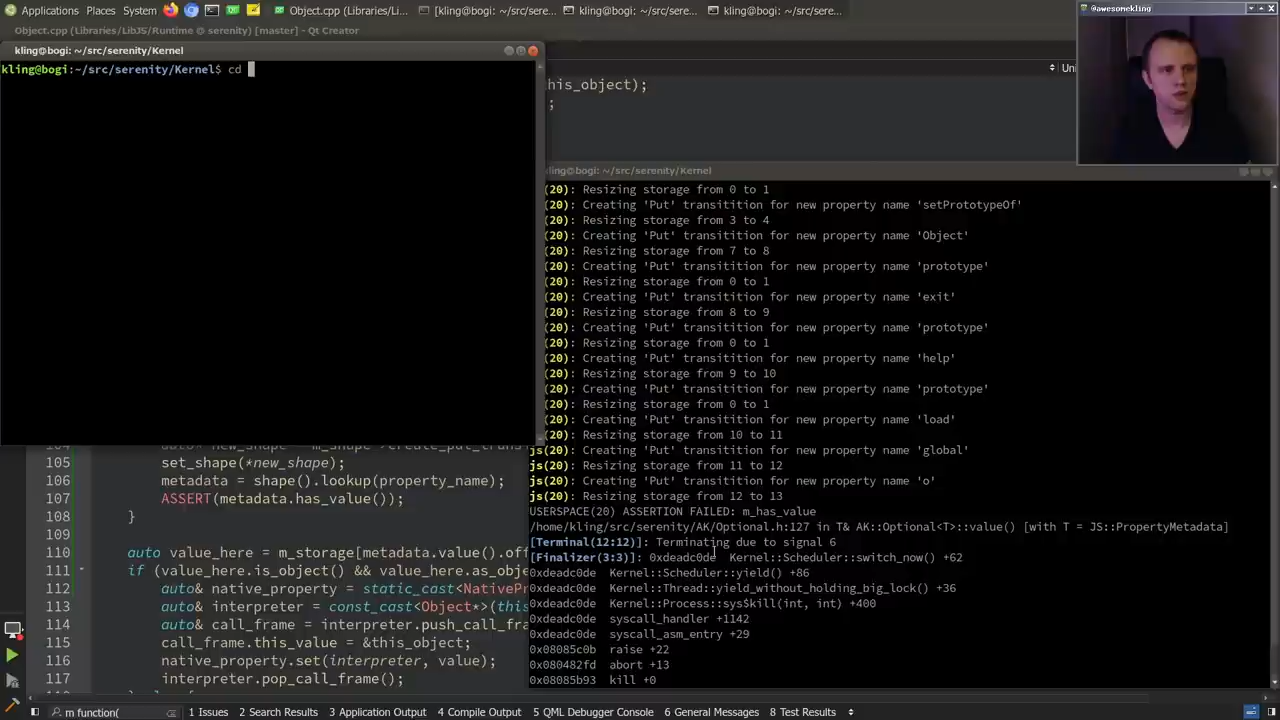 Applications Places System Object.cpp (Libraries/Li... [kling@bogi: ~/src/sere... kling@bogi: ~/src/sere... kling@bogi: ~/src/sere...
@awesomekling
Object.cpp (Libraries/LibJS/Runtime @ serenity) [master] - Qt Creator
kling@bogi: ~/src/serenity/Kernel
kling@bogi:~/src/serenity/Kernel$ cd
Uni
his_object);
;
kling@bogi: ~/src/serenity/Kernel
(20): Resizing storage from 0 to 1
(20): Creating 'Put' transitition for new property name 'setPrototypeOf'
(20): Resizing storage from 3 to 4
(20): Creating 'Put' transitition for new property name 'Object'
(20): Resizing storage from 7 to 8
(20): Creating 'Put' transitition for new property name 'prototype'
(20): Resizing storage from 0 to 1
(20): Creating 'Put' transitition for new property name 'exit'
(20): Resizing storage from 8 to 9
(20): Creating 'Put' transitition for new property name 'prototype'
(20): Resizing storage from 0 to 1
(20): Creating 'Put' transitition for new property name 'help'
(20): Resizing storage from 9 to 10
(20): Creating 'Put' transitition for new property name 'prototype'
(20): Resizing storage from 0 to 1
(20): Creating 'Put' transitition for new property name 'load'
(20): Resizing storage from 10 to 11
js(20): Creating 'Put' transitition for new property name 'global'
js(20): Resizing storage from 11 to 12
js(20): Creating 'Put' transitition for new property name 'o'
js(20): Resizing storage from 12 to 13
USERSPACE(20) ASSERTION FAILED: m_has_value
/home/kling/src/serenity/AK/Optional.h:127 in T& AK::Optional<T>::value() [with T = JS::PropertyMetadata]
[Terminal(12:12)]: Terminating due to signal 6
[Finalizer(3:3)]: 0xdeadc0de Kernel::Scheduler::switch_now() +62
0xdeadc0de Kernel::Scheduler::yield() +86
0xdeadc0de Kernel::Thread::yield_without_holding_big_lock() +36
0xdeadc0de Kernel::Process::sys$kill(int, int) +400
0xdeadc0de syscall_handler +1142
0xdeadc0de syscall_asm_entry +29
0x08085c0b raise +22
0x080482fd abort +13
0x08085b93 kill +0
105 set_shape(*new_shape);
106 metadata = shape().lookup(property_name);
107 ASSERT(metadata.has_value());
108 }
109
110 auto value_here = m_storage[metadata.value().off
111 if (value_here.is_object() && value_here.as_obje
112 auto& native_property = static_cast<NativePr
113 auto& interpreter = const_cast<Object*>(this
114 auto& call_frame = interpreter.push_call_fra
115 call_frame.this_value = &this_object;
116 native_property.set(interpreter, value);
117 interpreter.pop_call_frame();
m function(
1 Issues 2 Search Results 3 Application Output 4 Compile Output 5 QML Debugger Console 6 General Messages 8 Test Results